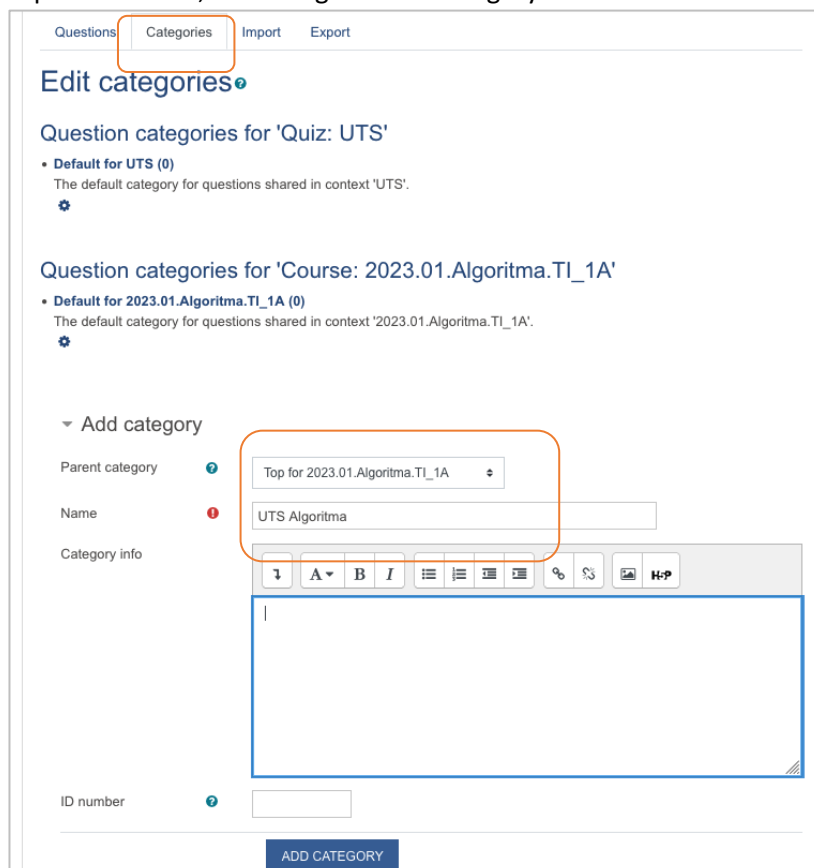 Questions Categories Import Export
Edit categories
Question categories for 'Quiz: UTS'
• Default for UTS (0)
The default category for questions shared in context 'UTS'.
Question categories for 'Course: 2023.01.Algoritma.TI_1A'
• Default for 2023.01.Algoritma.TI_1A (0)
The default category for questions shared in context '2023.01.Algoritma.TI_1A'.
Add category
Parent category Top for 2023.01.Algoritma.TI_1A
Name UTS Algoritma
Category info
A B I H5P
ID number
ADD CATEGORY